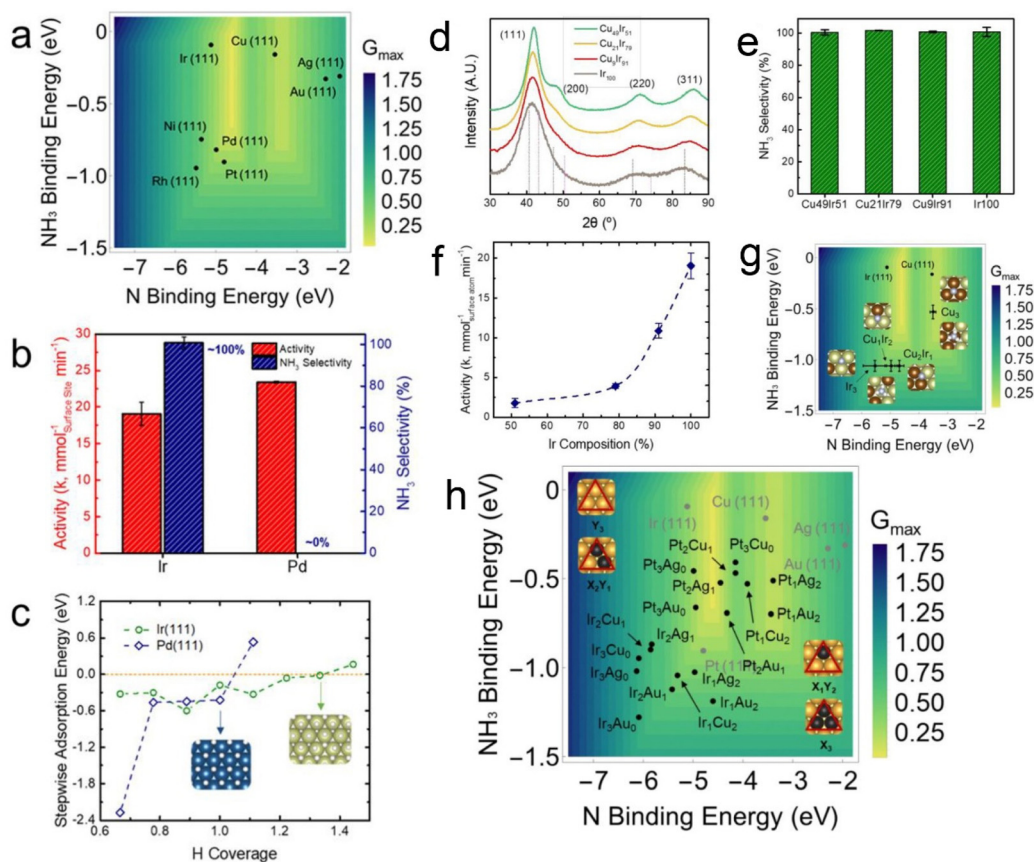 a
NH₃ Binding Energy (eV)
0
−0.5
−1.0
−1.5
−7 −6 −5 −4 −3 −2
N Binding Energy (eV)
Ir (111)
Cu (111)
Ag (111)
Au (111)
Ni (111)
Pd (111)
Rh (111)
Pt (111)
Gmax
1.75
1.50
1.25
1.00
0.75
0.50
0.25
d
Intensity (A.U.)
(111)
(200)
(220)
(311)
Cu₄₉Ir₅₁
Cu₂₁Ir₇₉
Cu₉Ir₉₁
Ir₁₀₀
30 40 50 60 70 80 90
2θ (º)
e
NH₃ Selectivity (%)
100
80
60
40
20
0
Cu49Ir51 Cu21Ir79 Cu9Ir91 Ir100
b
Activity (k, mmol⁻¹Surface Site min⁻¹)
30
25
20
15
10
5
0
Activity
NH₃ Selectivity
~100%
~0%
Ir Pd
100
80
60
40
20
0
NH₃ Selectivity (%)
f
Activity (k, mmol⁻¹surface atom min⁻¹)
20
15
10
5
0
50 60 70 80 90 100
Ir Composition (%)
g
NH₃ Binding Energy (eV)
0
−0.5
−1.0
−1.5
−7 −6 −5 −4 −3 −2
N Binding Energy (eV)
Ir (111)
Cu (111)
Cu₃
Cu₁Ir₂
Cu₂Ir₁
Ir₃
Gmax
1.75
1.50
1.25
1.00
0.75
0.50
0.25
c
Stepwise Adsorption Energy (eV)
1.2
0.6
0.0
-0.6
-1.2
-1.8
-2.4
Ir(111)
Pd(111)
0.6 0.8 1.0 1.2 1.4
H Coverage
h
NH₃ Binding Energy (eV)
0
−0.5
−1.0
−1.5
−7 −6 −5 −4 −3 −2
N Binding Energy (eV)
Y₃
X₂Y₁
X₁Y₂
X₃
Cu (111)
Ir (111)
Ag (111)
Au (111)
Pt₂Cu₁
Pt₃Cu₀
Pt₃Ag₀
Pt₂Ag₁
Pt₁Ag₂
Pt₃Au₀
Pt₁Au₂
Ir₂Cu₁
Ir₂Ag₁
Pt₁Cu₂
Ir₃Cu₀
Pt₂Au₁
Pt (11
Ir₃Ag₀
Ir₁Ag₂
Ir₂Au₁
Ir₁Au₂
Ir₁Cu₂
Ir₃Au₀
Gmax
1.75
1.50
1.25
1.00
0.75
0.50
0.25